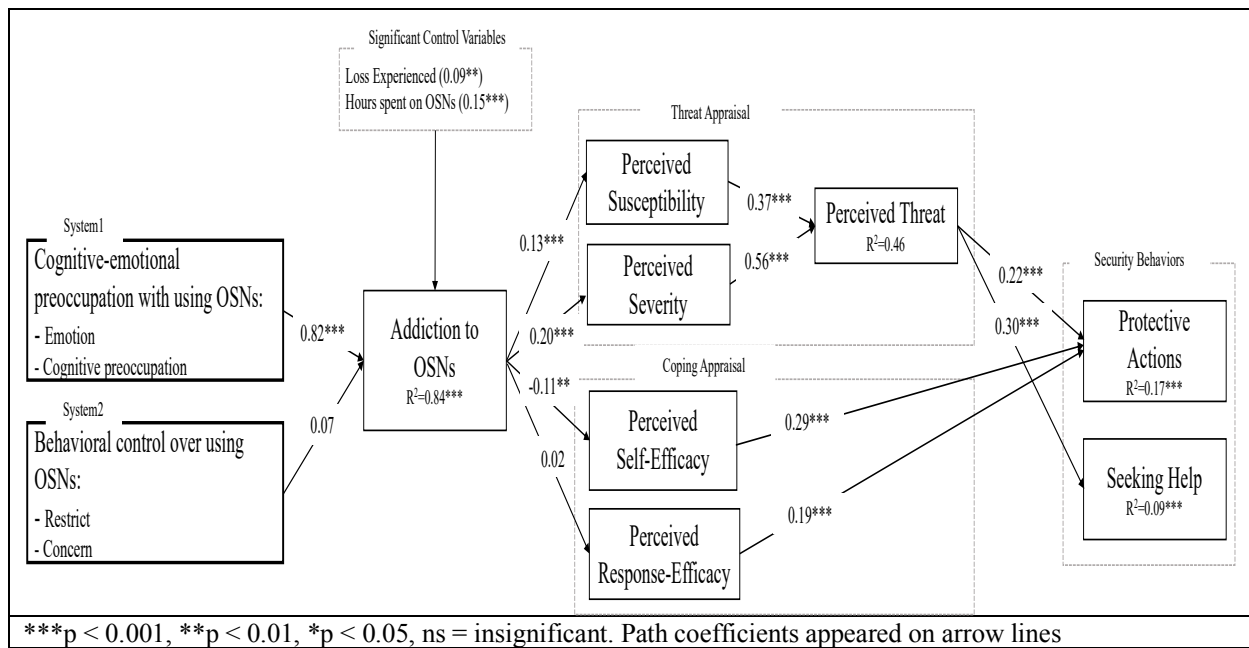 Significant Control Variables
Loss Experienced (0.09**)
Hours spent on OSNs (0.15***)
System1
Cognitive-emotional
preoccupation with using OSNs:
- Emotion
- Cognitive preoccupation
0.82***
System2
Behavioral control over using
OSNs:
- Restrict
- Concern
0.07
Addiction to
OSNs
R²=0.84***
0.13***
0.20***
-0.11**
0.02
Threat Appraisal
Perceived
Susceptibility
0.37***
Perceived
Severity
0.56***
Perceived Threat
R²=0.46
Coping Appraisal
Perceived
Self-Efficacy
0.29***
Perceived
Response-Efficacy
0.19***
0.22***
0.30***
Security Behaviors
Protective
Actions
R²=0.17***
Seeking Help
R²=0.09***
***p < 0.001, **p < 0.01, *p < 0.05, ns = insignificant. Path coefficients appeared on arrow lines